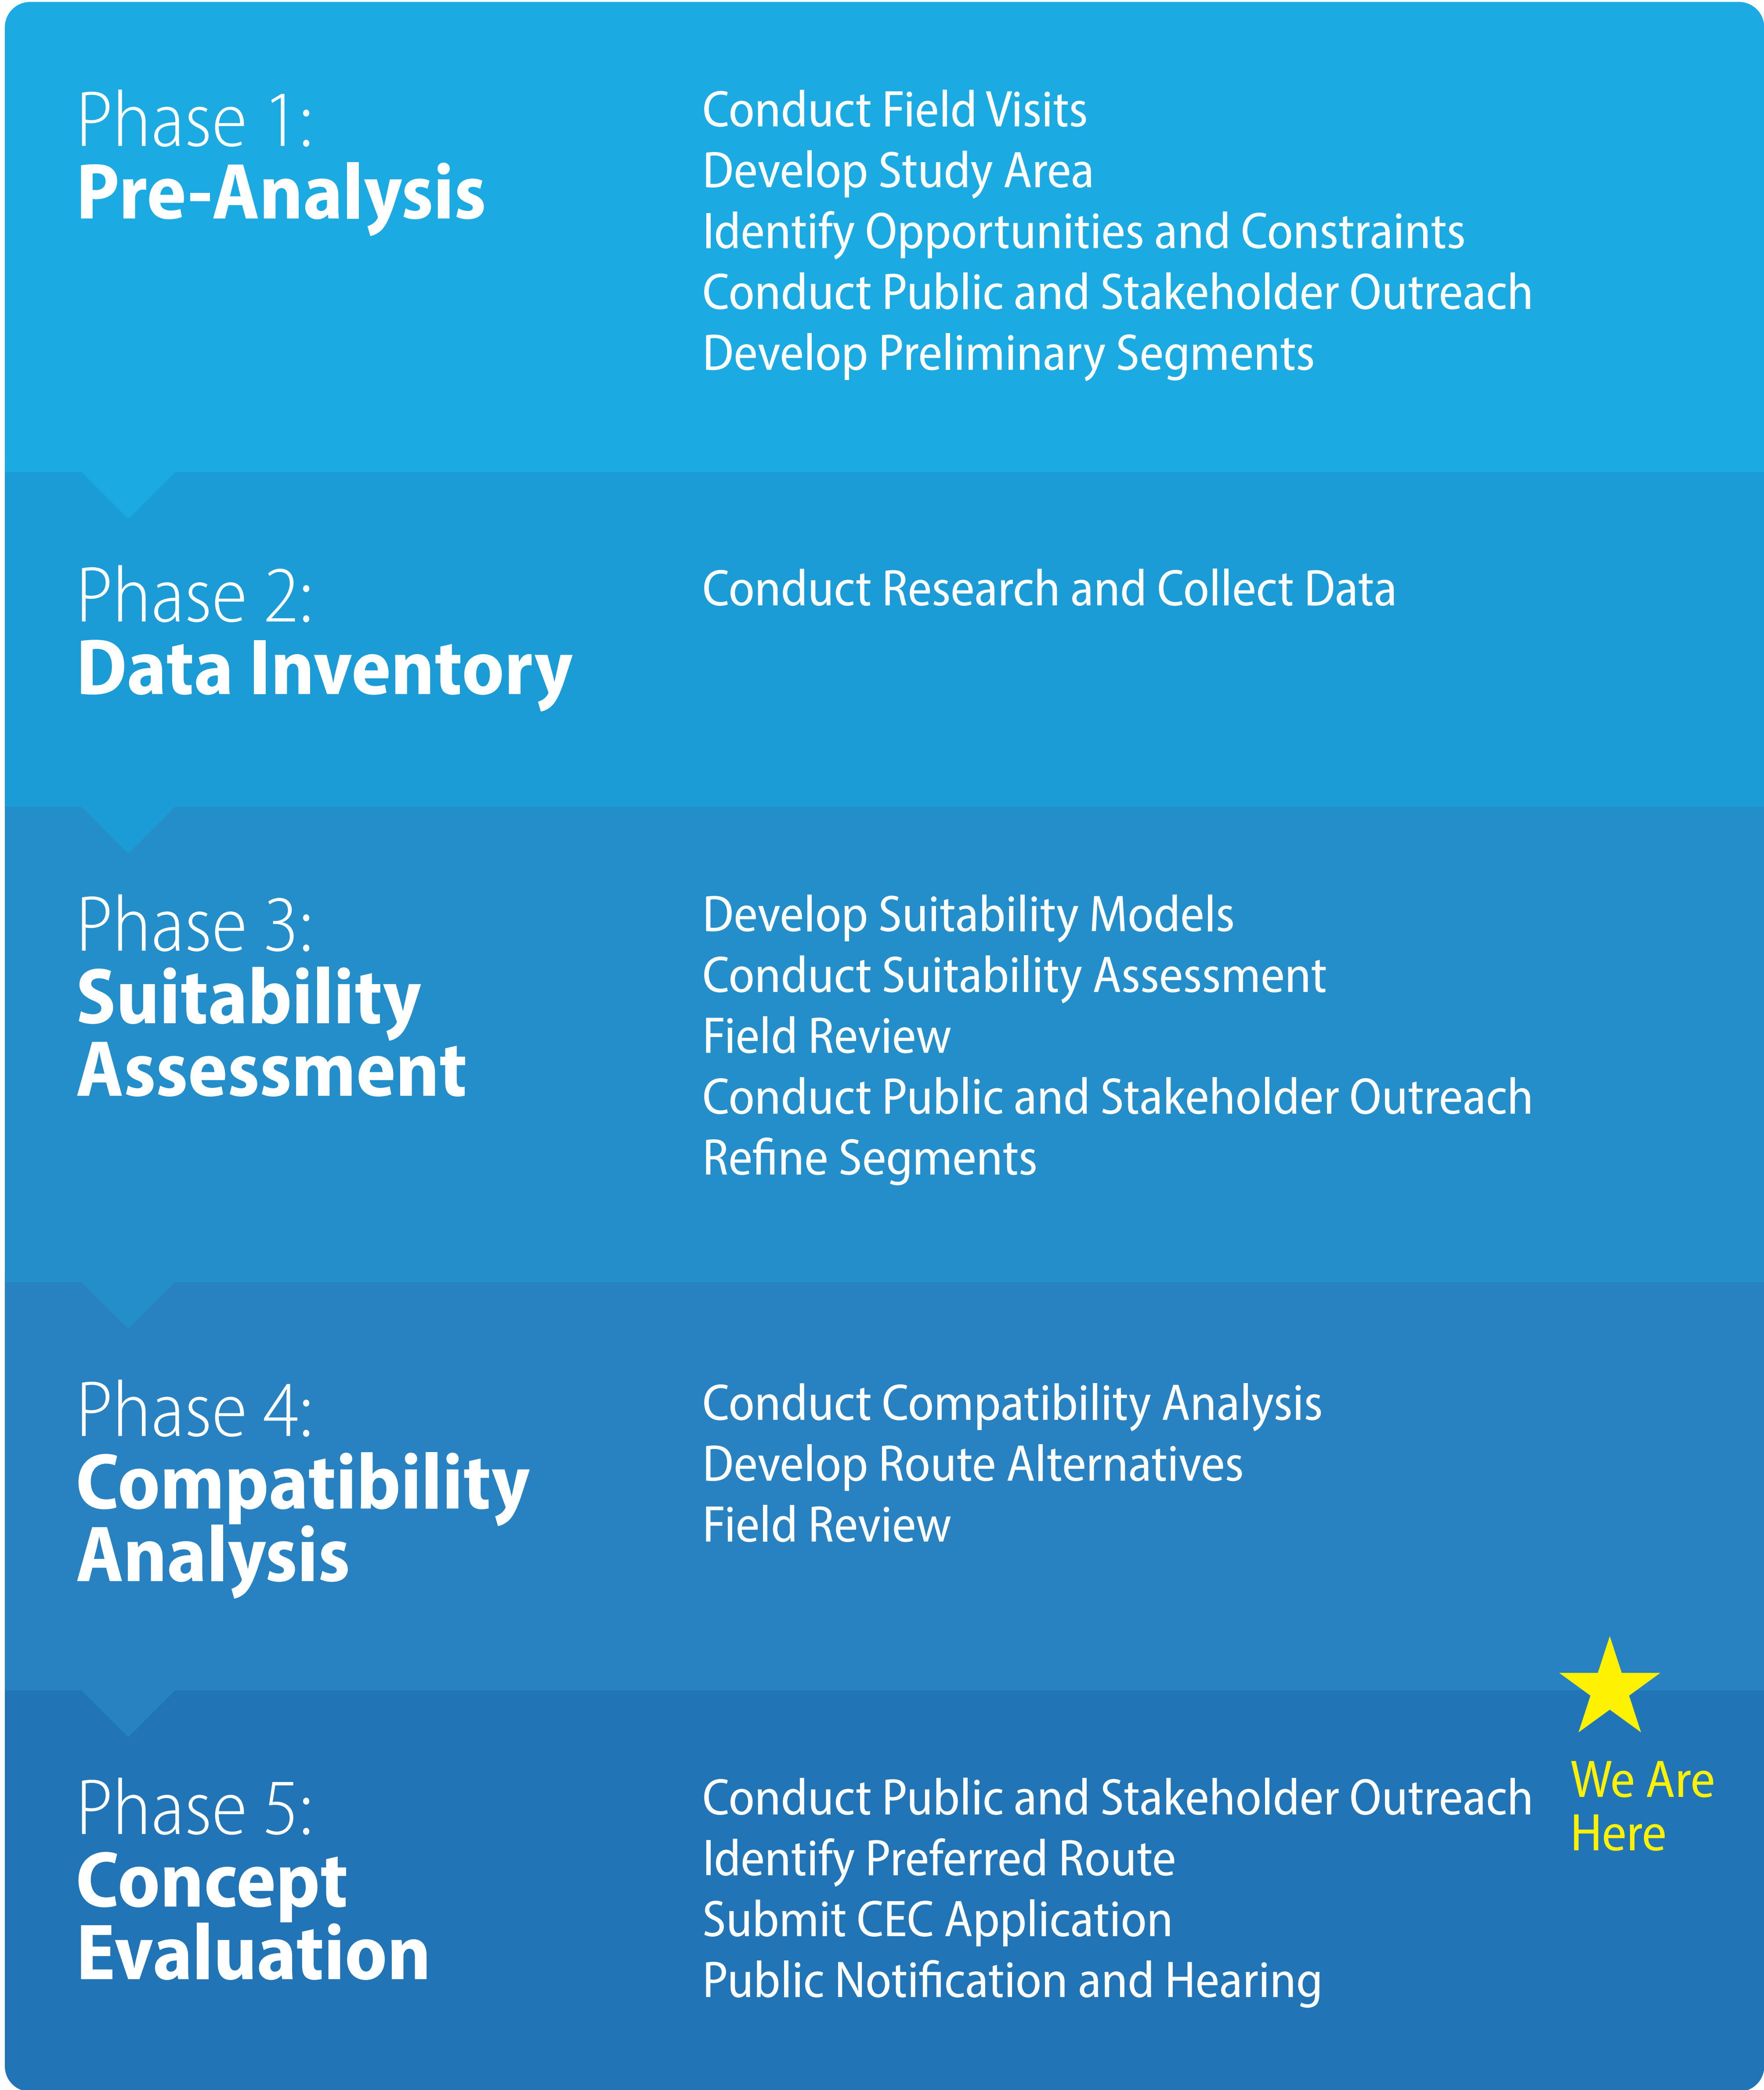 Phase 1:
Pre-Analysis
Conduct Field Visits
Develop Study Area
Identify Opportunities and Constraints
Conduct Public and Stakeholder Outreach
Develop Preliminary Segments
Phase 2:
Data Inventory
Conduct Research and Collect Data
Phase 3:
Suitability
Assessment
Develop Suitability Models
Conduct Suitability Assessment
Field Review
Conduct Public and Stakeholder Outreach
Refine Segments
Phase 4:
Compatibility
Analysis
Conduct Compatibility Analysis
Develop Route Alternatives
Field Review
Phase 5:
Concept
Evaluation
Conduct Public and Stakeholder Outreach
Identify Preferred Route
Submit CEC Application
Public Notification and Hearing
We Are
Here